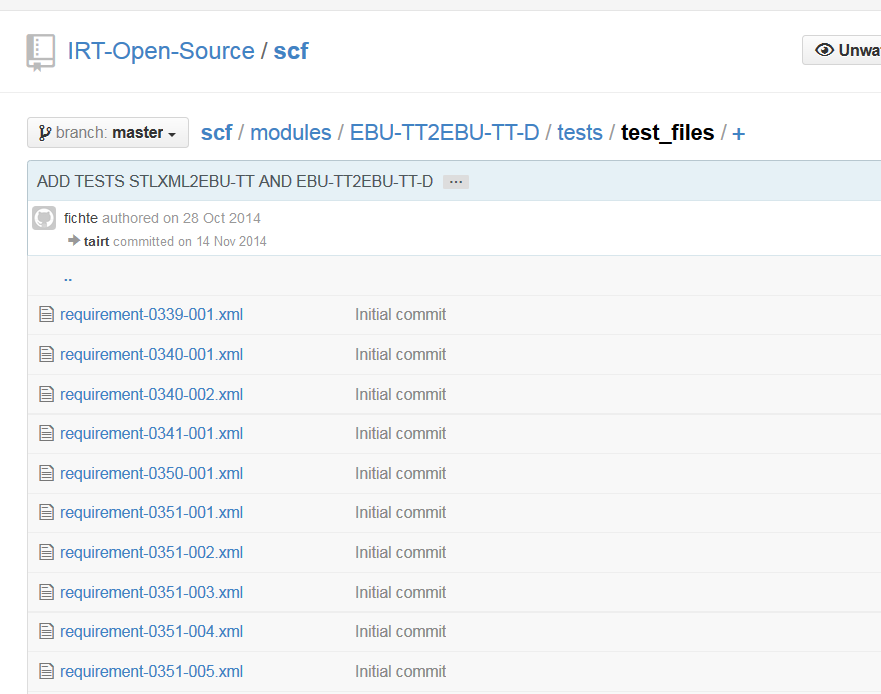 IRT-Open-Source / scf
Unwa
branch: master
scf / modules / EBU-TT2EBU-TT-D / tests / test_files / +
ADD TESTS STLXML2EBU-TT AND EBU-TT2EBU-TT-D ...
fichte authored on 28 Oct 2014
tairt committed on 14 Nov 2014
..
requirement-0339-001.xml Initial commit
requirement-0340-001.xml Initial commit
requirement-0340-002.xml Initial commit
requirement-0341-001.xml Initial commit
requirement-0350-001.xml Initial commit
requirement-0351-001.xml Initial commit
requirement-0351-002.xml Initial commit
requirement-0351-003.xml Initial commit
requirement-0351-004.xml Initial commit
requirement-0351-005.xml Initial commit